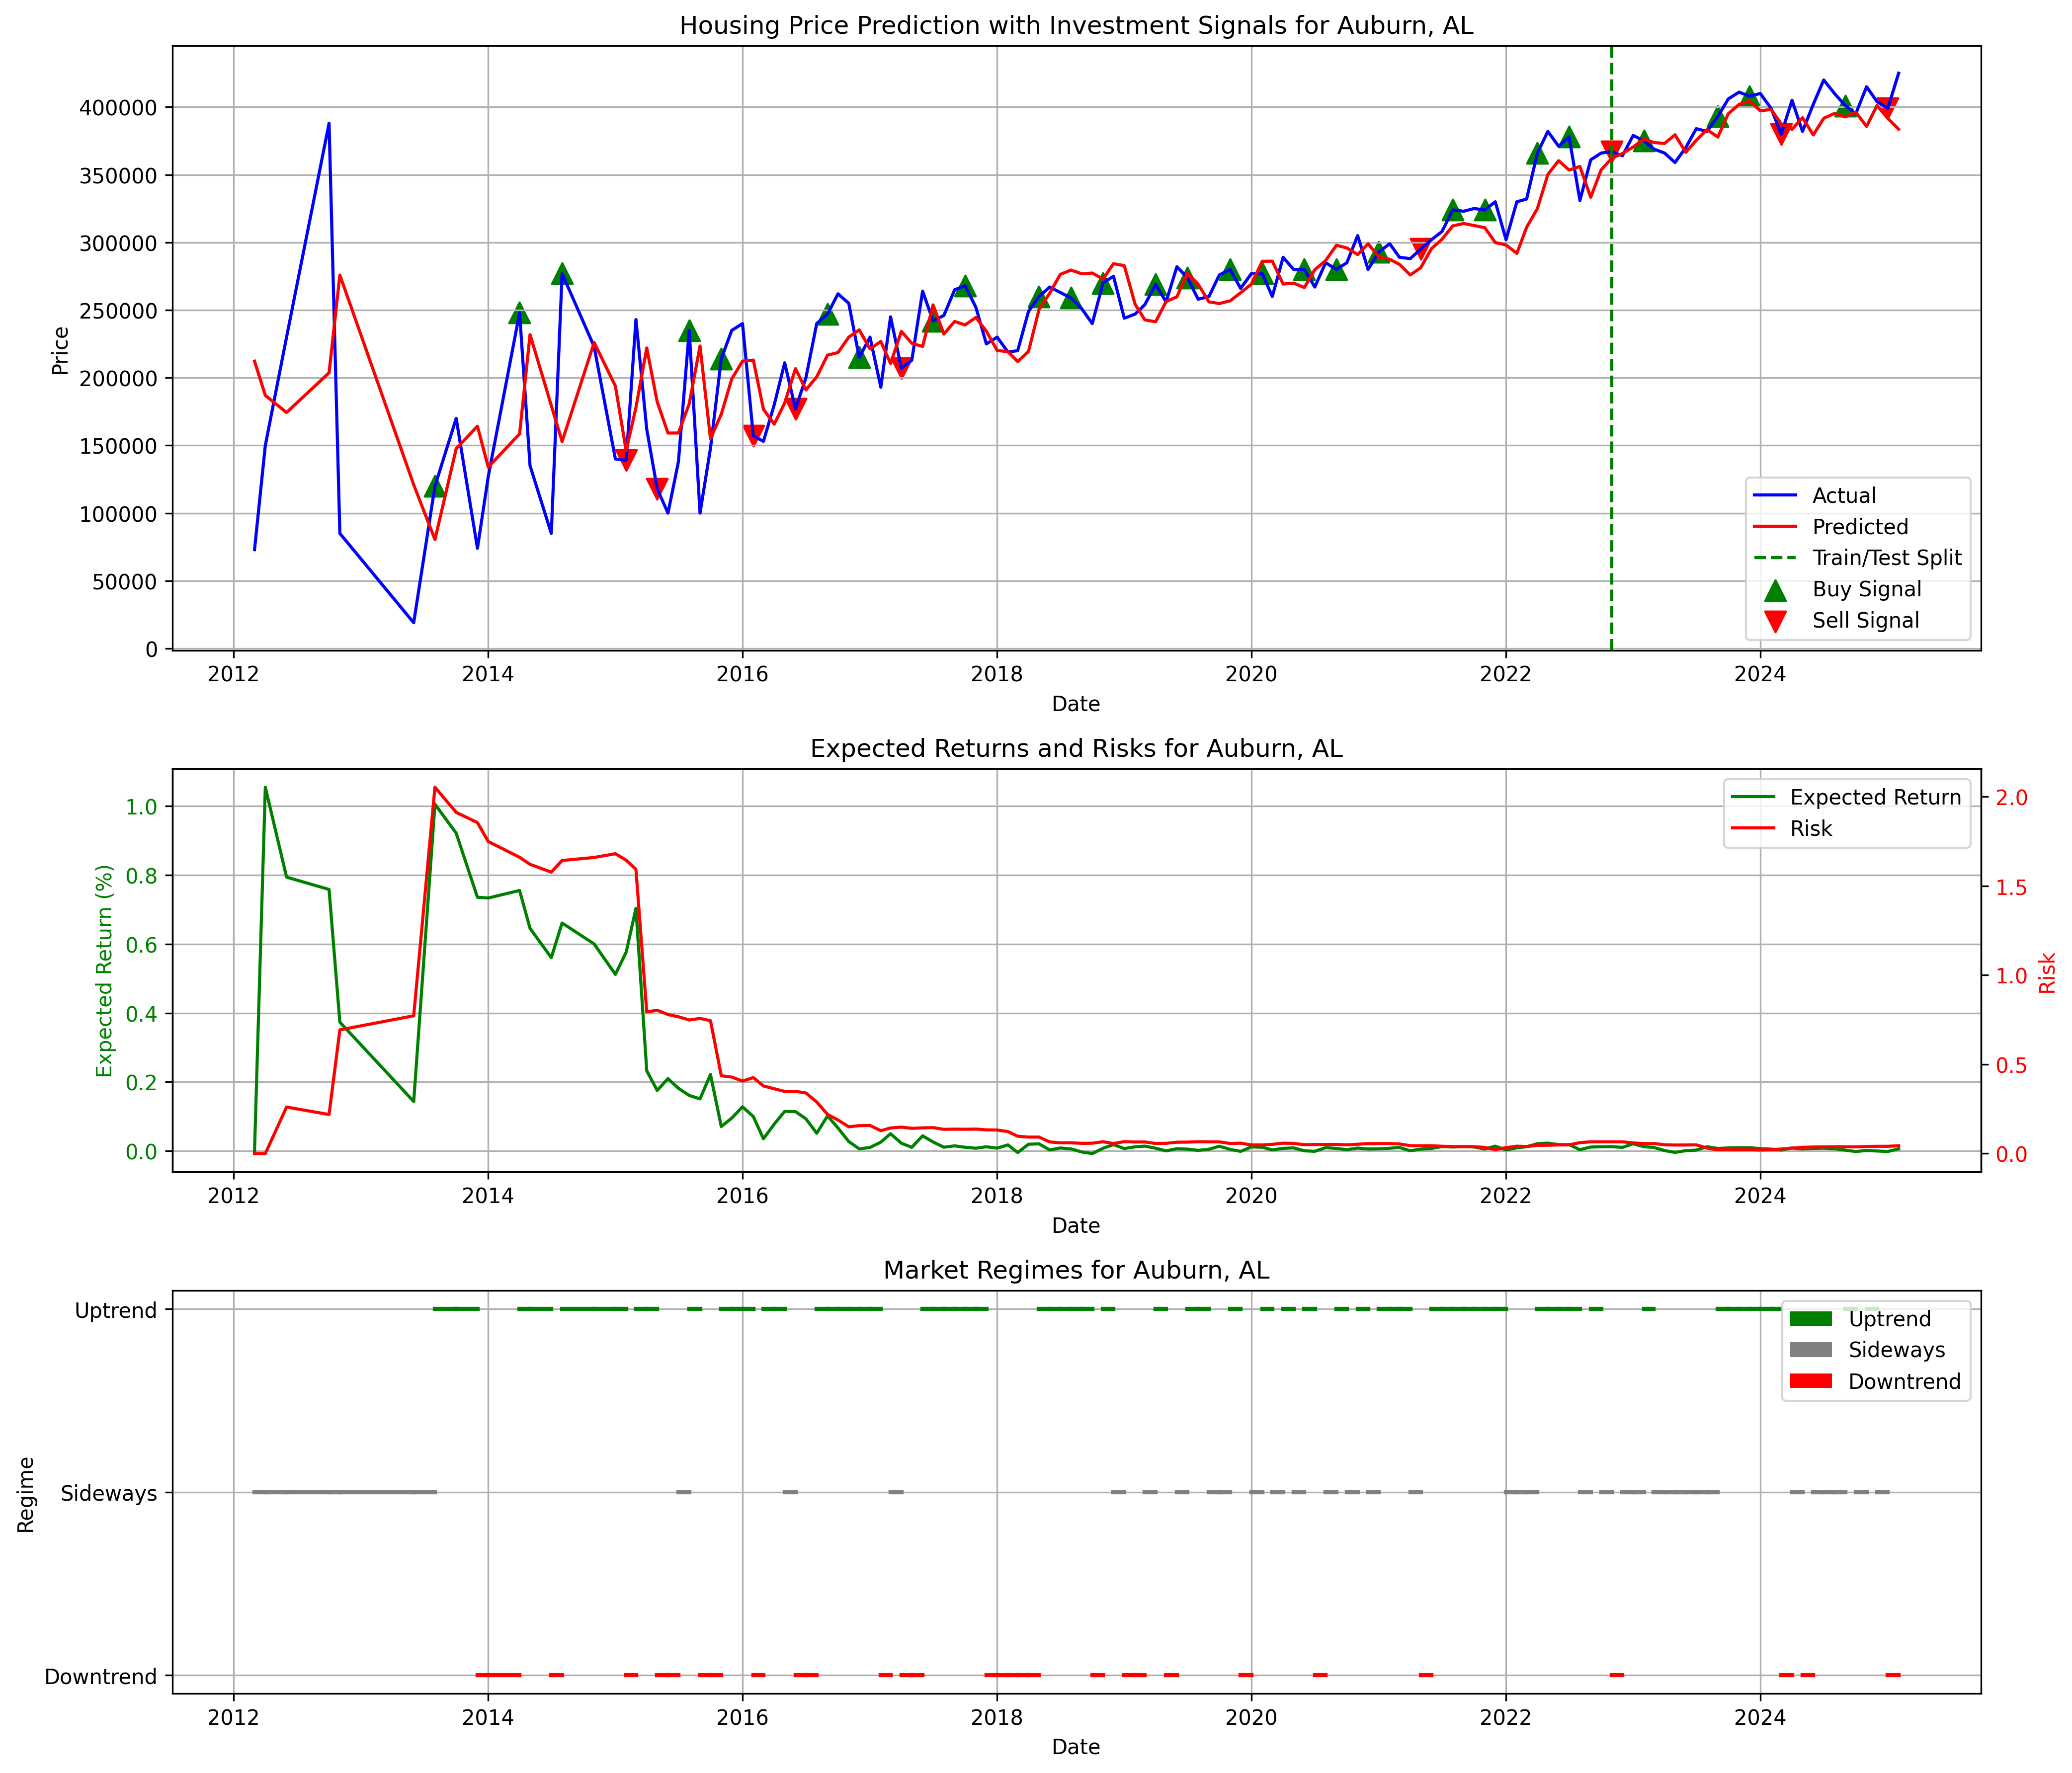 Housing Price Prediction with Investment Signals for Auburn, AL
Price
400000
350000
300000
250000
200000
150000
100000
50000
0
Actual
Predicted
Train/Test Split
Buy Signal
Sell Signal
2012 2014 2016 2018 2020 2022 2024
Date
Expected Returns and Risks for Auburn, AL
Expected Return (%)
1.0
0.8
0.6
0.4
0.2
0.0
Expected Return
Risk
2.0
1.5
1.0
0.5
0.0
Risk
2012 2014 2016 2018 2020 2022 2024
Date
Market Regimes for Auburn, AL
Regime
Uptrend
Sideways
Downtrend
Uptrend
Sideways
Downtrend
2012 2014 2016 2018 2020 2022 2024
Date